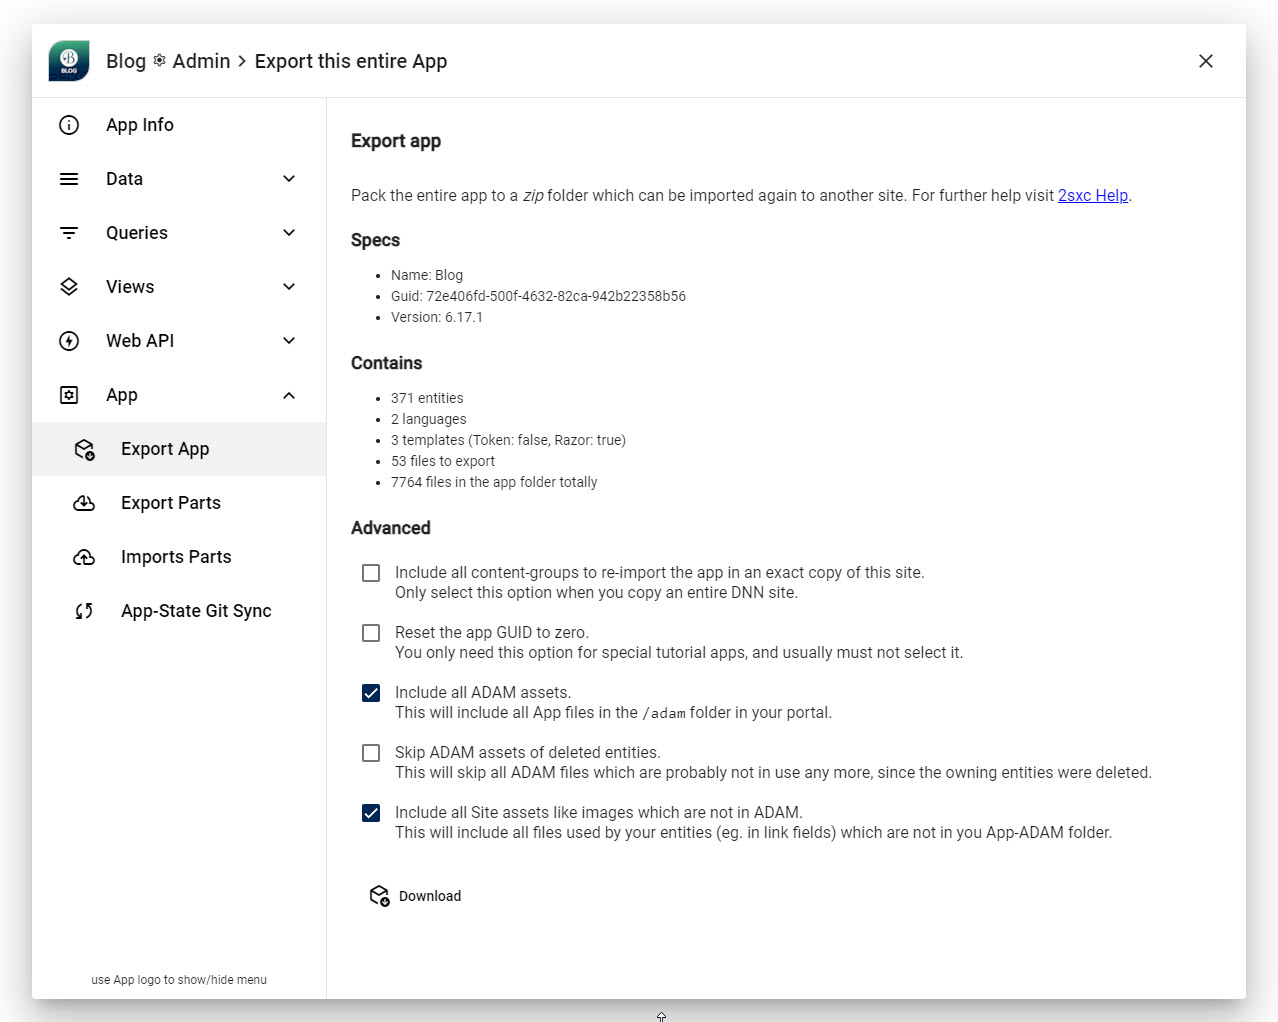 BLOG
Blog Admin > Export this entire App
App Info
Data
Queries
Views
Web API
App
Export App
Export Parts
Imports Parts
App-State Git Sync
use App logo to show/hide menu
Export app
Pack the entire app to a zip folder which can be imported again to another site. For further help visit 2sxc Help.
Specs
• Name: Blog
• Guid: 72e406fd-500f-4632-82ca-942b22358b56
• Version: 6.17.1
Contains
• 371 entities
• 2 languages
• 3 templates (Token: false, Razor: true)
• 53 files to export
• 7764 files in the app folder totally
Advanced
Include all content-groups to re-import the app in an exact copy of this site.
Only select this option when you copy an entire DNN site.
Reset the app GUID to zero.
You only need this option for special tutorial apps, and usually must not select it.
Include all ADAM assets.
This will include all App files in the /adam folder in your portal.
Skip ADAM assets of deleted entities.
This will skip all ADAM files which are probably not in use any more, since the owning entities were deleted.
Include all Site assets like images which are not in ADAM.
This will include all files used by your entities (eg. in link fields) which are not in you App-ADAM folder.
Download